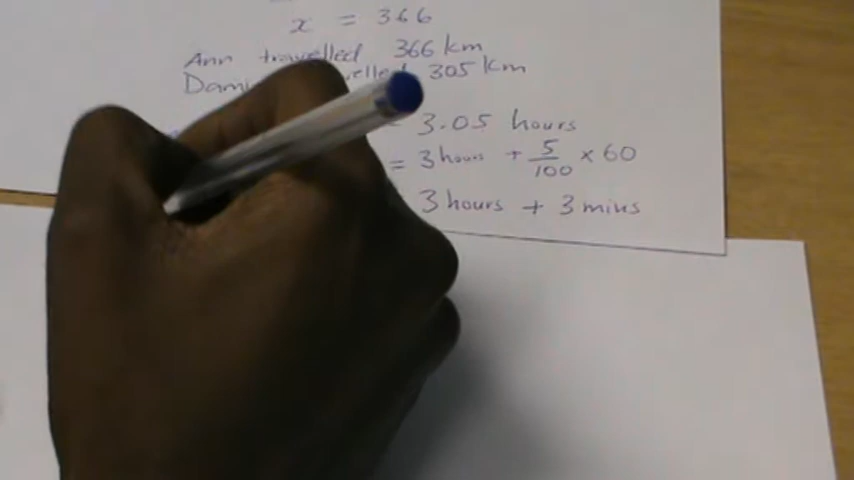 x = 366
Ann travelled 366 km
305 km
= 3.05 hours
= 3 hours + 5/100 × 60
3 hours + 3 mins